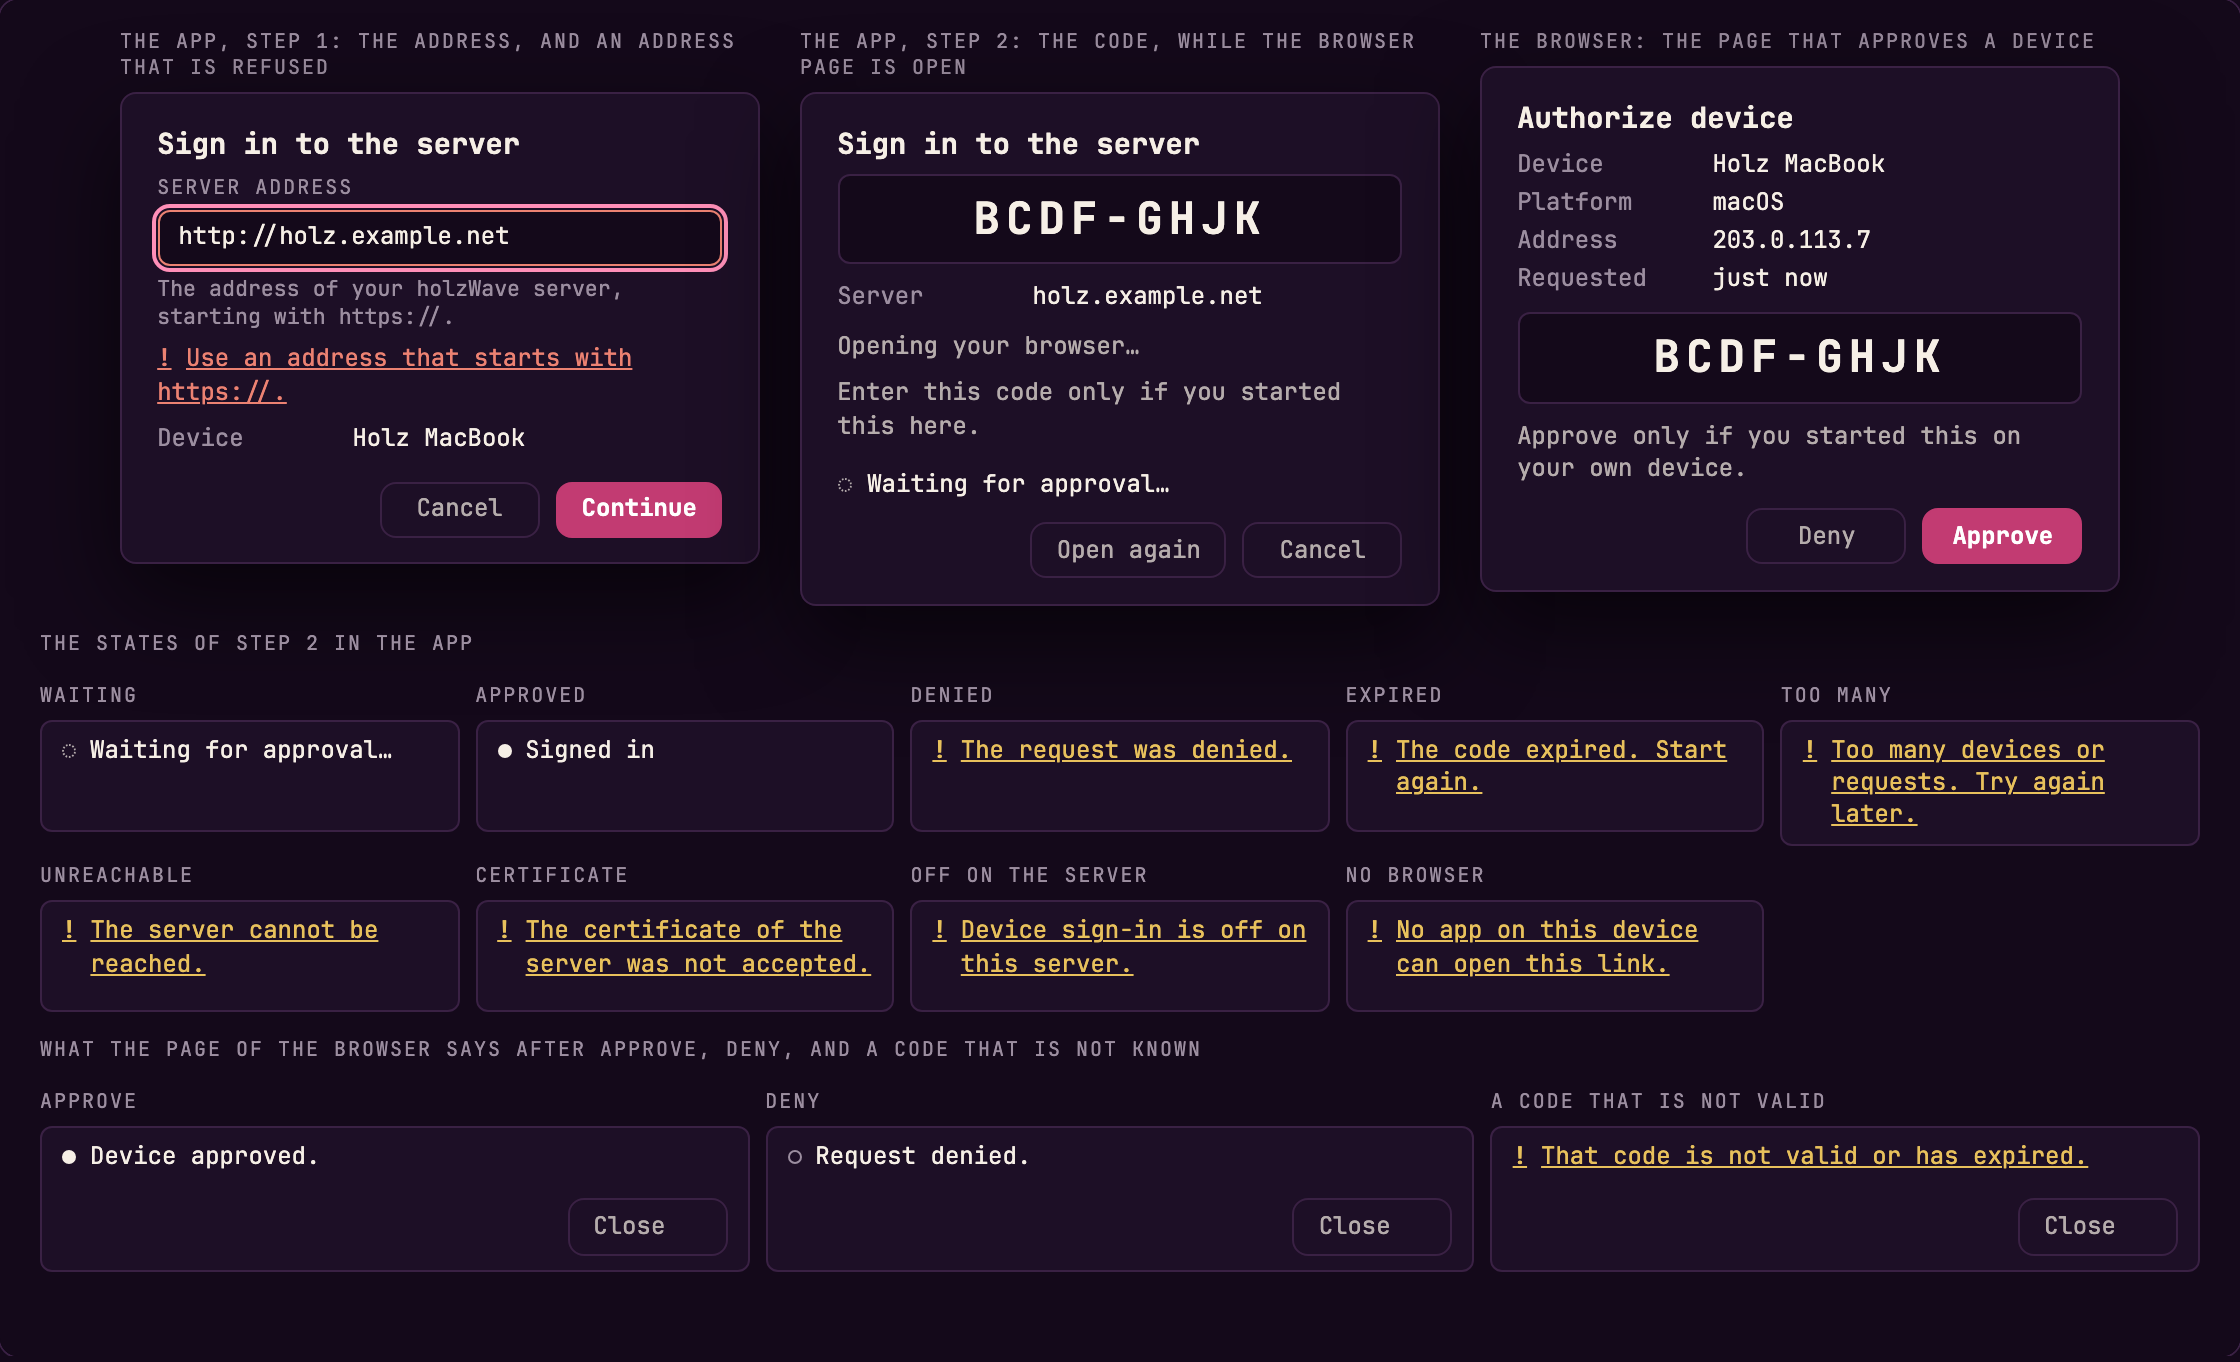 THE APP, STEP 1: THE ADDRESS, AND AN ADDRESS
THAT IS REFUSED
Sign in to the server
SERVER ADDRESS
http://holz.example.net
The address of your holzWave server,
starting with https://.
! Use an address that starts with
https://.
Device Holz MacBook
Cancel Continue
THE APP, STEP 2: THE CODE, WHILE THE BROWSER
PAGE IS OPEN
Sign in to the server
BCDF-GHJK
Server holz.example.net
Opening your browser…
Enter this code only if you started
this here.
Waiting for approval…
Open again Cancel
THE BROWSER: THE PAGE THAT APPROVES A DEVICE
Authorize device
Device Holz MacBook
Platform macOS
Address 203.0.113.7
Requested just now
BCDF-GHJK
Approve only if you started this on
your own device.
Deny Approve
THE STATES OF STEP 2 IN THE APP
WAITING
Waiting for approval…
APPROVED
Signed in
DENIED
! The request was denied.
EXPIRED
! The code expired. Start
again.
TOO MANY
! Too many devices or
requests. Try again
later.
UNREACHABLE
! The server cannot be
reached.
CERTIFICATE
! The certificate of the
server was not accepted.
OFF ON THE SERVER
! Device sign-in is off on
this server.
NO BROWSER
! No app on this device
can open this link.
WHAT THE PAGE OF THE BROWSER SAYS AFTER APPROVE, DENY, AND A CODE THAT IS NOT KNOWN
APPROVE
Device approved.
Close
DENY
Request denied.
Close
A CODE THAT IS NOT VALID
! That code is not valid or has expired.
Close